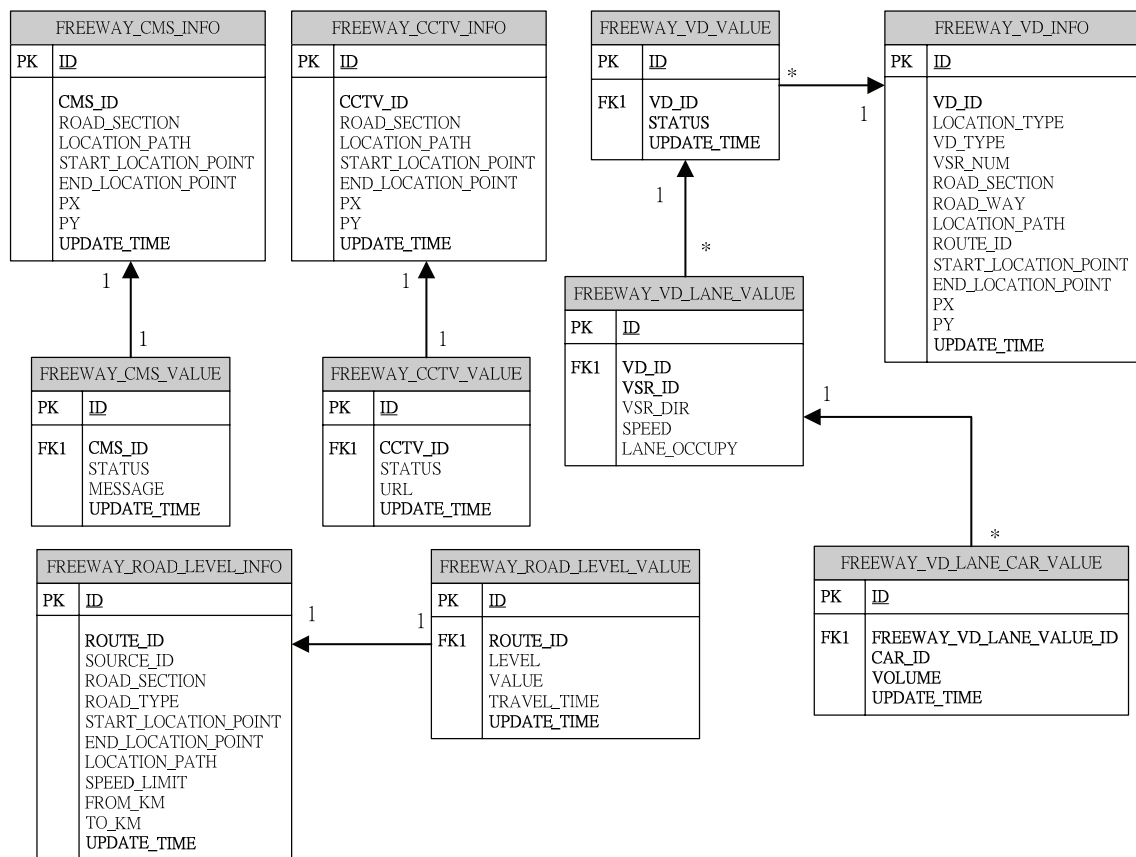 FREEWAY_CMS_INFO
PK ID
CMS_ID
ROAD_SECTION
LOCATION_PATH
START_LOCATION_POINT
END_LOCATION_POINT
PX
PY
UPDATE_TIME
1
1
FREEWAY_CMS_VALUE
PK ID
FK1 CMS_ID
STATUS
MESSAGE
UPDATE_TIME
FREEWAY_CCTV_INFO
PK ID
CCTV_ID
ROAD_SECTION
LOCATION_PATH
START_LOCATION_POINT
END_LOCATION_POINT
PX
PY
UPDATE_TIME
1
1
FREEWAY_CCTV_VALUE
PK ID
FK1 CCTV_ID
STATUS
URL
UPDATE_TIME
FREEWAY_VD_VALUE
PK ID
FK1 VD_ID
STATUS
UPDATE_TIME
*
1
FREEWAY_VD_INFO
PK ID
VD_ID
LOCATION_TYPE
VD_TYPE
VSR_NUM
ROAD_SECTION
ROAD_WAY
LOCATION_PATH
ROUTE_ID
START_LOCATION_POINT
END_LOCATION_POINT
PX
PY
UPDATE_TIME
1
*
FREEWAY_VD_LANE_VALUE
PK ID
FK1 VD_ID
VSR_ID
VSR_DIR
SPEED
LANE_OCCUPY
1
*
FREEWAY_VD_LANE_CAR_VALUE
PK ID
FK1 FREEWAY_VD_LANE_VALUE_ID
CAR_ID
VOLUME
UPDATE_TIME
FREEWAY_ROAD_LEVEL_INFO
PK ID
ROUTE_ID
SOURCE_ID
ROAD_SECTION
ROAD_TYPE
START_LOCATION_POINT
END_LOCATION_POINT
LOCATION_PATH
SPEED_LIMIT
FROM_KM
TO_KM
UPDATE_TIME
1
1
FREEWAY_ROAD_LEVEL_VALUE
PK ID
FK1 ROUTE_ID
LEVEL
VALUE
TRAVEL_TIME
UPDATE_TIME